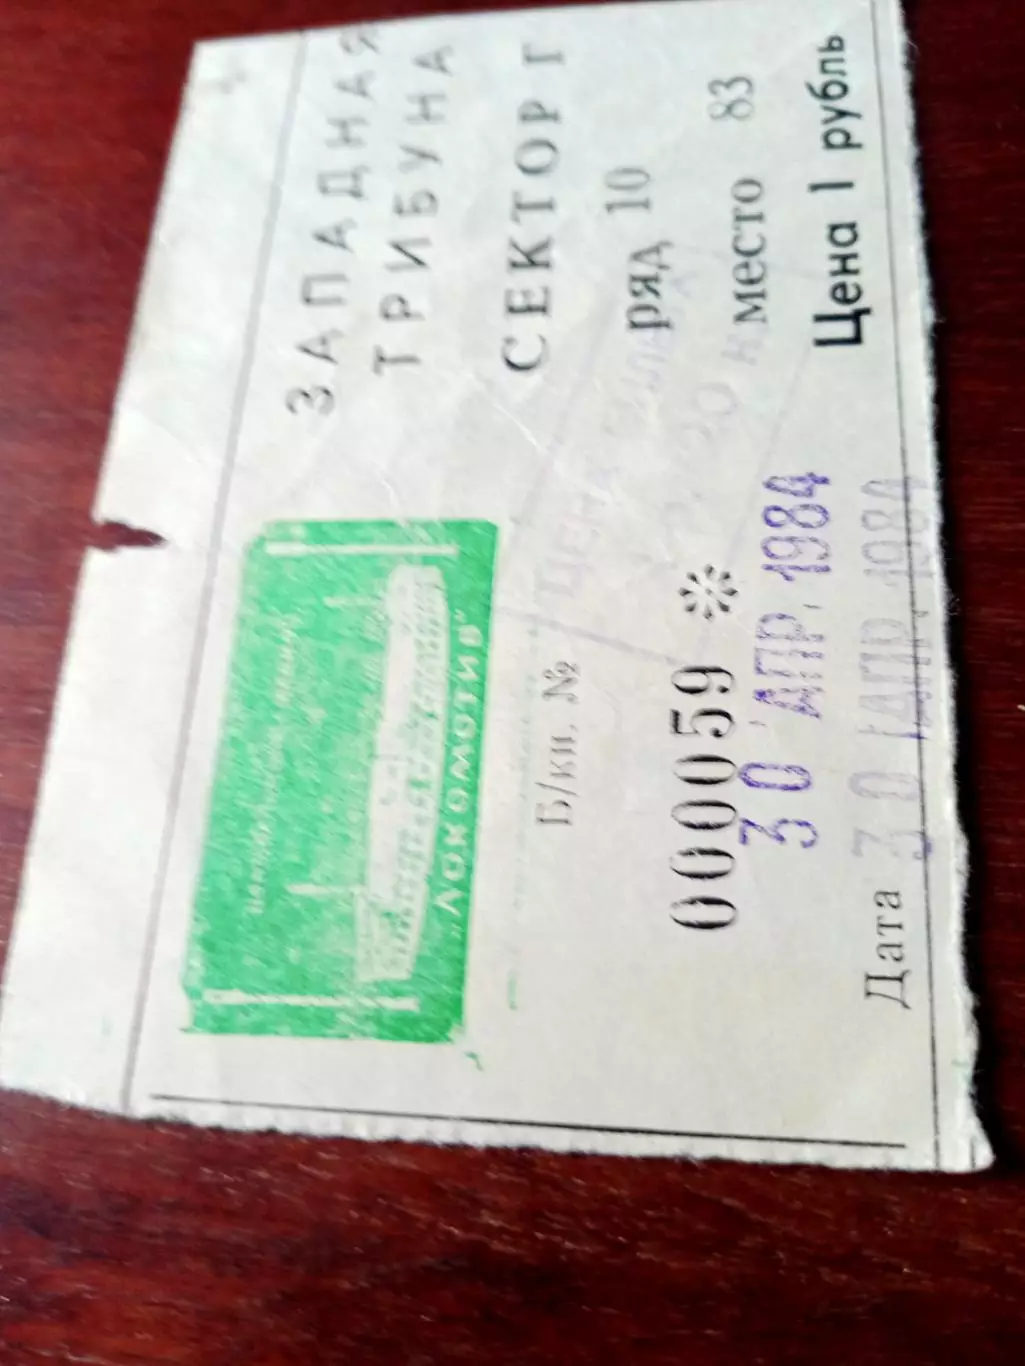 ЗАПАДНАЯ
ТРИБУНА
СЕКТОР Г
ряд 10
место 83
Цена 1 рубль
„ЛОКОМОТИВ"
Б/кн. №
000059
30 АПР. 1984
Дата 30 АПР. 1984
Цена